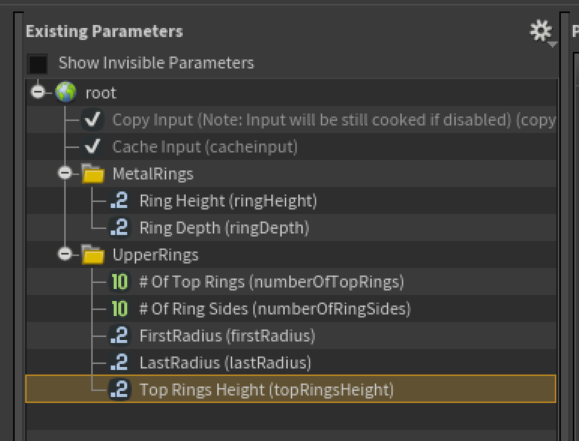 Existing Parameters
Show Invisible Parameters
root
Copy Input (Note: Input will be still cooked if disabled) (copy
Cache Input (cacheinput)
MetalRings
.2 Ring Height (ringHeight)
.2 Ring Depth (ringDepth)
UpperRings
10 # Of Top Rings (numberOfTopRings)
10 # Of Ring Sides (numberOfRingSides)
.2 FirstRadius (firstRadius)
.2 LastRadius (lastRadius)
.2 Top Rings Height (topRingsHeight)